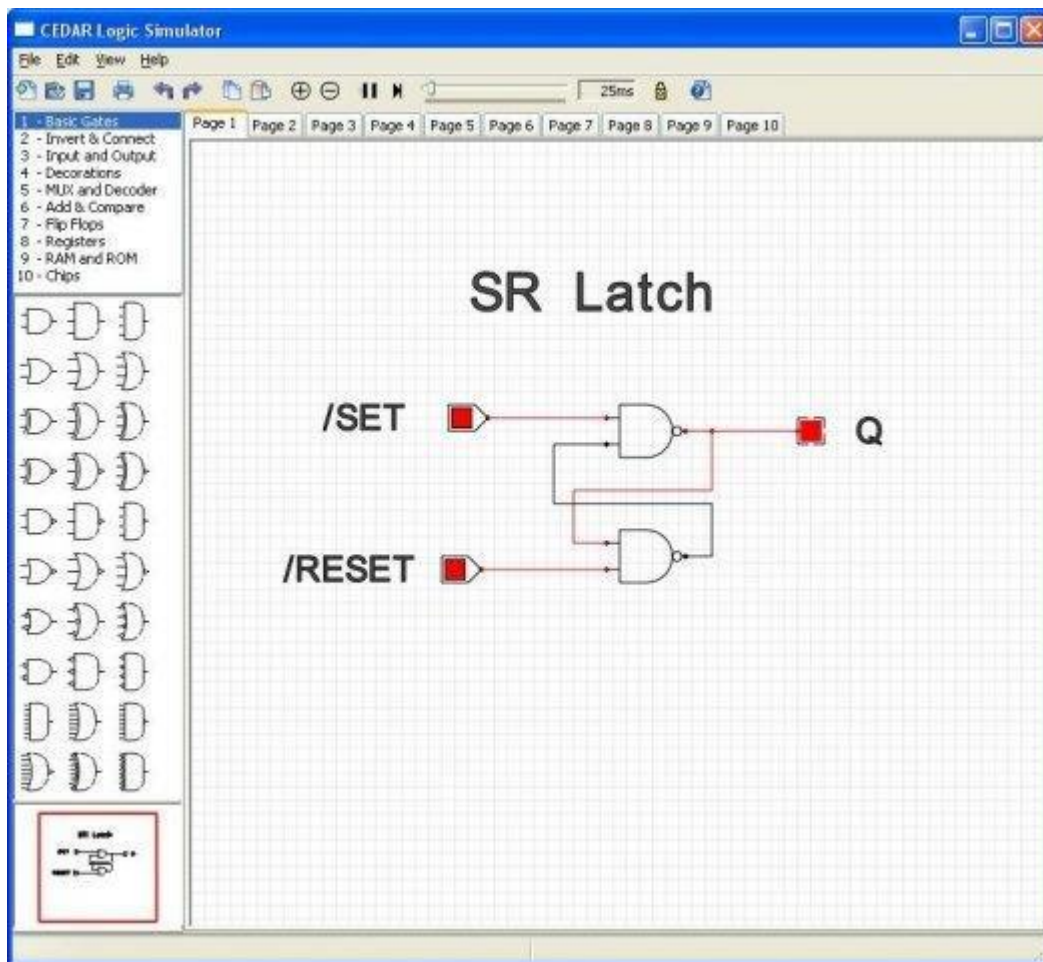 CEDAR Logic Simulator
File Edit View Help
25ms
1 - Basic Gates
2 - Invert & Connect
3 - Input and Output
4 - Decorations
5 - MUX and Decoder
6 - Add & Compare
7 - Flip Flops
8 - Registers
9 - RAM and ROM
10 - Chips
Page 1 Page 2 Page 3 Page 4 Page 5 Page 6 Page 7 Page 8 Page 9 Page 10
SR Latch
/SET
Q
/RESET
SR Latch